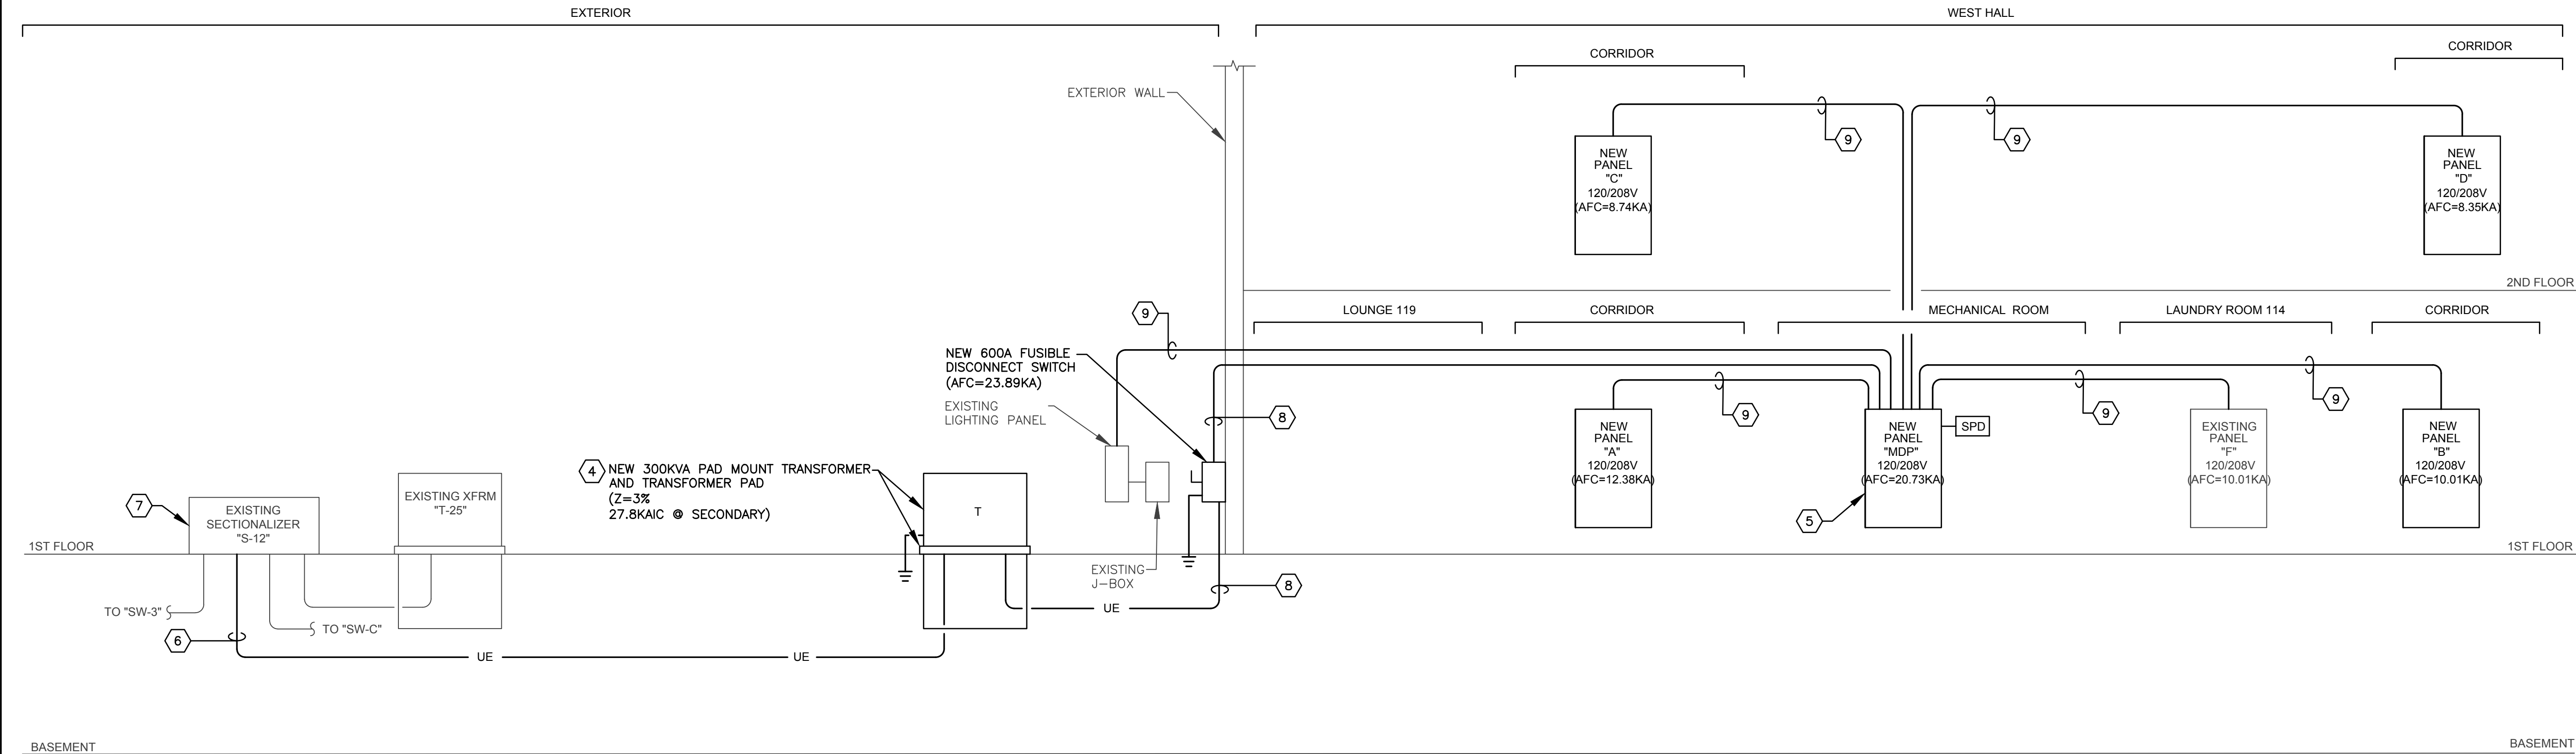 EXTERIOR
WEST HALL
CORRIDOR
CORRIDOR
EXTERIOR WALL
9
9
NEW
PANEL
"C"
120/208V
(AFC=8.74KA)
NEW
PANEL
"D"
120/208V
(AFC=8.35KA)
2ND FLOOR
9
LOUNGE 119
CORRIDOR
MECHANICAL ROOM
LAUNDRY ROOM 114
CORRIDOR
NEW 600A FUSIBLE
DISCONNECT SWITCH
(AFC=23.89KA)
EXISTING
LIGHTING PANEL
8
9
9
9
NEW
PANEL
"A"
120/208V
(AFC=12.38KA)
NEW
PANEL
"MDP"
120/208V
(AFC=20.73KA)
SPD
EXISTING
PANEL
"F"
120/208V
(AFC=10.01KA)
NEW
PANEL
"B"
120/208V
(AFC=10.01KA)
4
NEW 300KVA PAD MOUNT TRANSFORMER
AND TRANSFORMER PAD
(Z=3%
27.8KAIC @ SECONDARY)
7
EXISTING
SECTIONALIZER
"S-12"
EXISTING XFRM
"T-25"
T
5
1ST FLOOR
1ST FLOOR
EXISTING
J-BOX
8
TO "SW-3"
UE
TO "SW-C"
6
UE
UE
BASEMENT
BASEMENT